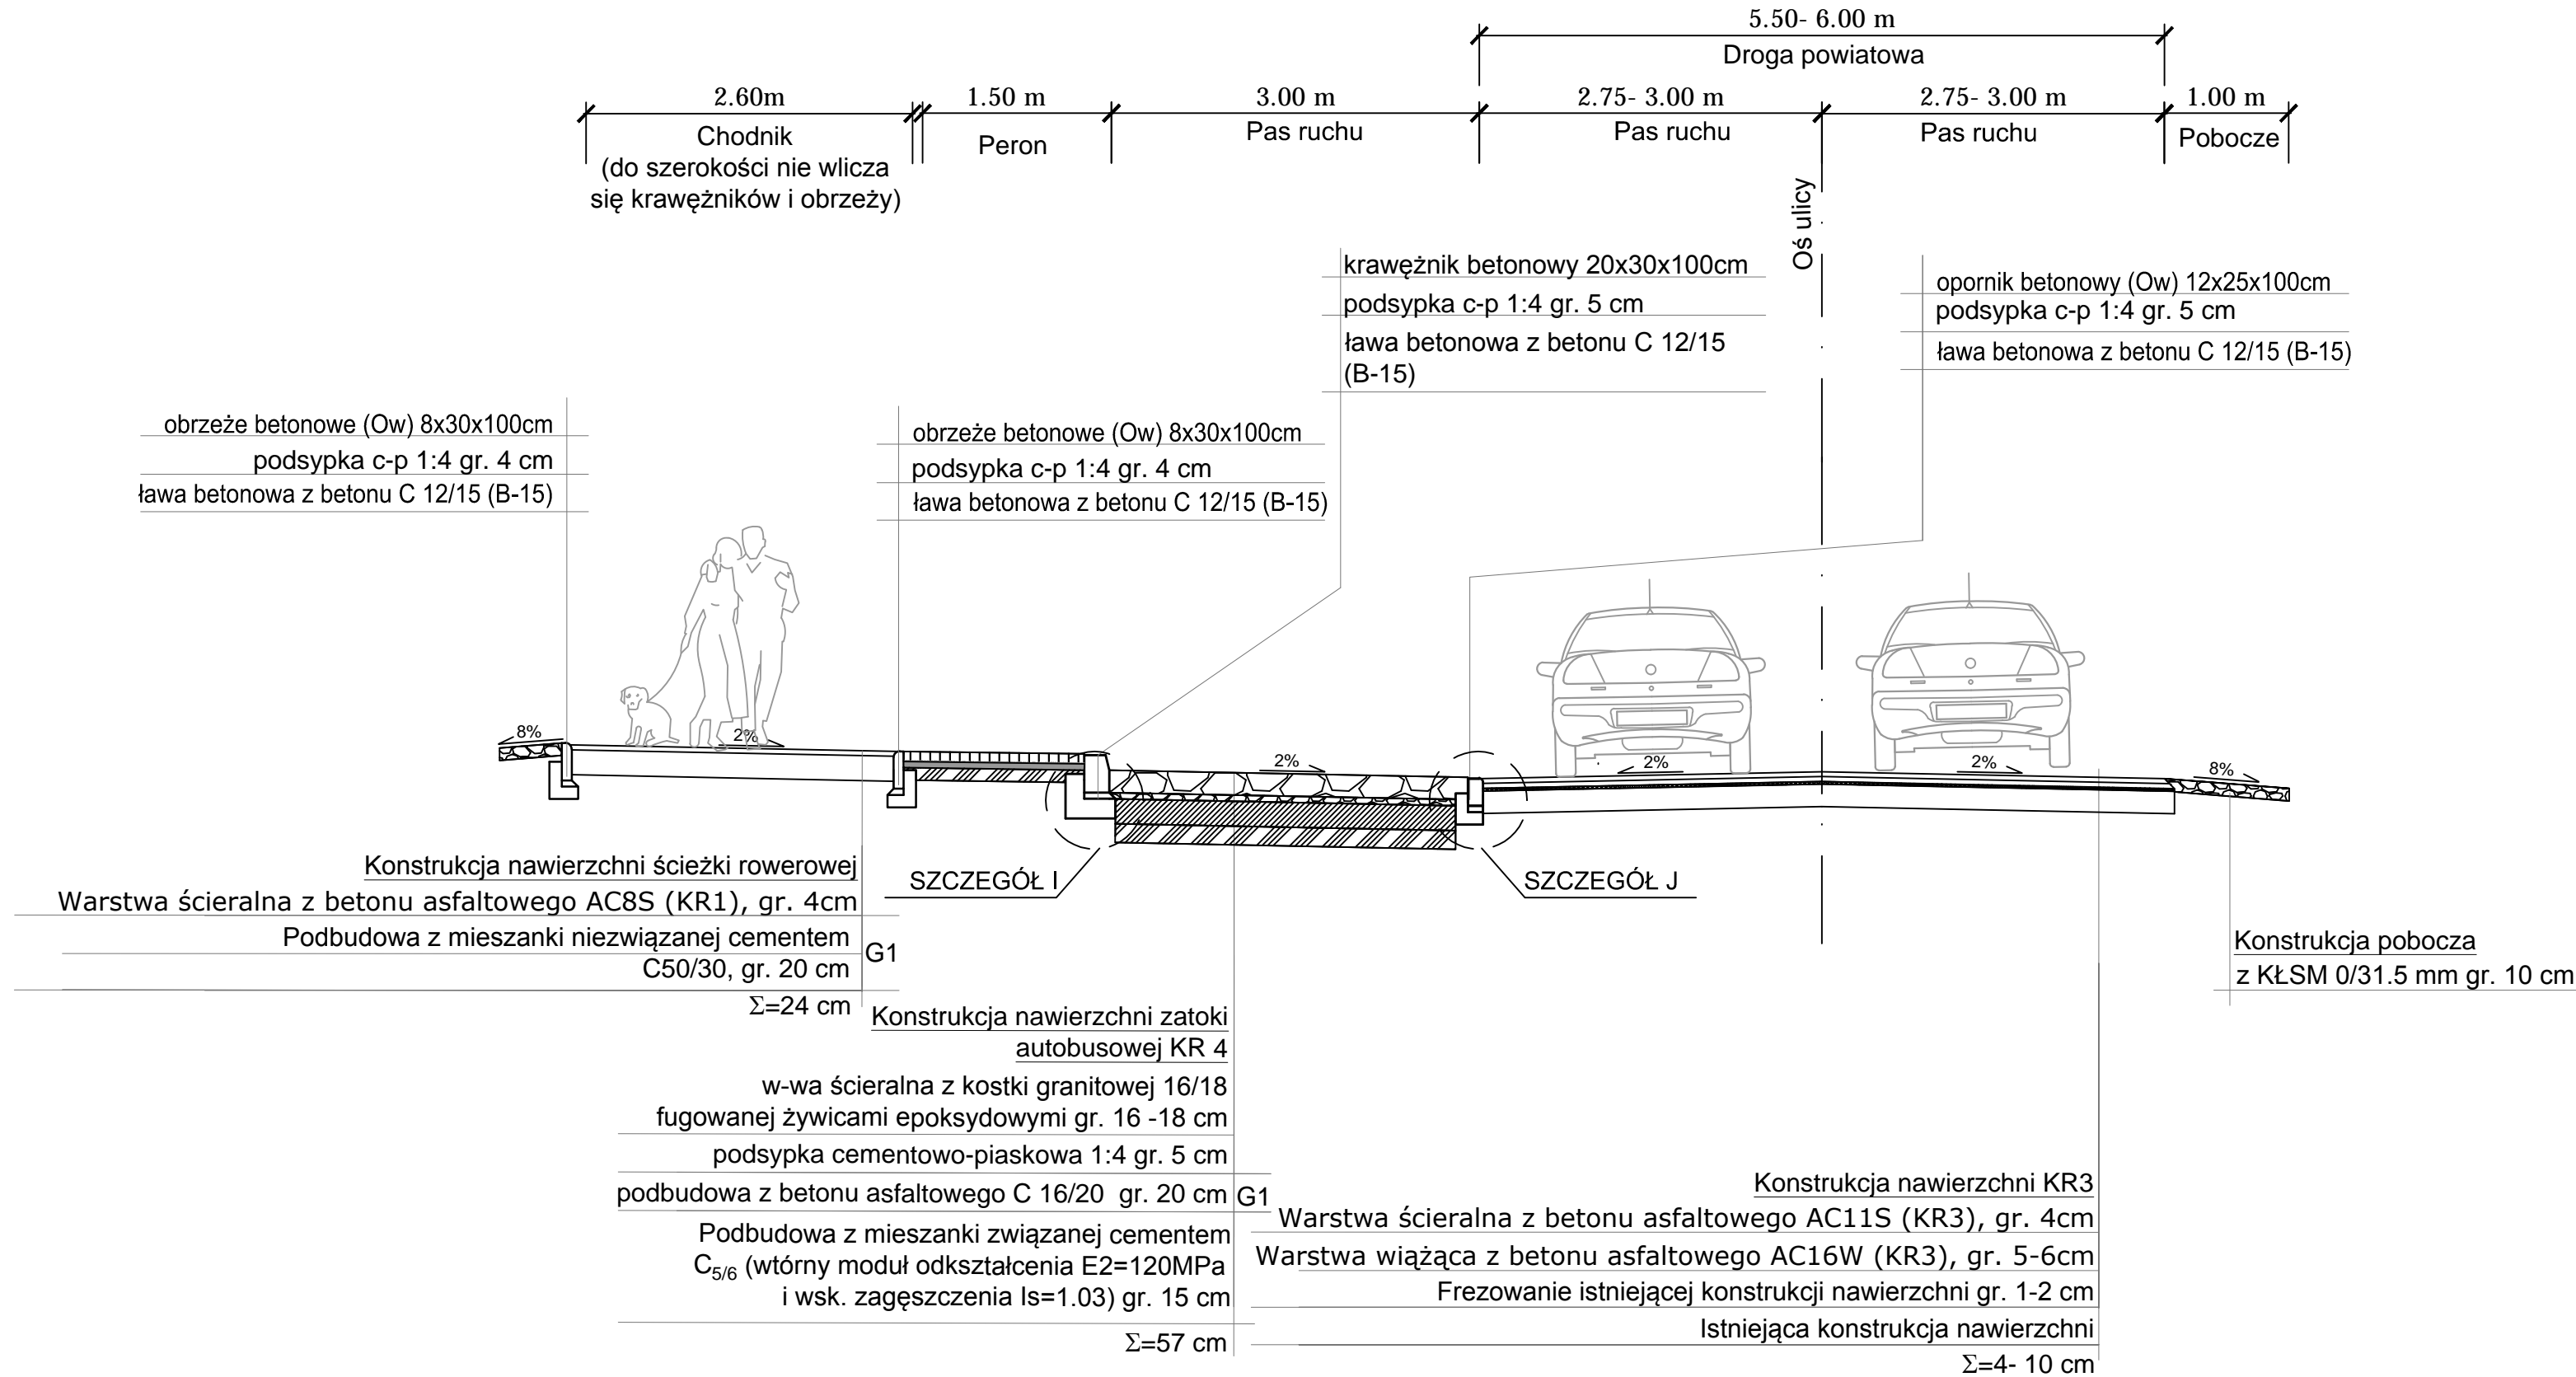 5.50- 6.00 m
Droga powiatowa
2.60m
1.50 m
3.00 m
2.75- 3.00 m
2.75- 3.00 m
1.00 m
Chodnik
(do szerokości nie wlicza
się krawężników i obrzeży)
Peron
Pas ruchu
Pas ruchu
Pas ruchu
Pobocze
Oś ulicy
krawężnik betonowy 20x30x100cm
podsypka c-p 1:4 gr. 5 cm
ława betonowa z betonu C 12/15
(B-15)
opornik betonowy (Ow) 12x25x100cm
podsypka c-p 1:4 gr. 5 cm
ława betonowa z betonu C 12/15 (B-15)
obrzeże betonowe (Ow) 8x30x100cm
podsypka c-p 1:4 gr. 4 cm
ława betonowa z betonu C 12/15 (B-15)
obrzeże betonowe (Ow) 8x30x100cm
podsypka c-p 1:4 gr. 4 cm
ława betonowa z betonu C 12/15 (B-15)
8%
2%
2%
2%
2%
8%
SZCZEGÓŁ I
SZCZEGÓŁ J
Konstrukcja nawierzchni ścieżki rowerowej
Warstwa ścieralna z betonu asfaltowego AC8S (KR1), gr. 4cm
Podbudowa z mieszanki niezwiązanej cementem
C50/30, gr. 20 cm
G1
Σ=24 cm
Konstrukcja nawierzchni zatoki
autobusowej KR 4
w-wa ścieralna z kostki granitowej 16/18
fugowanej żywicami epoksydowymi gr. 16 -18 cm
podsypka cementowo-piaskowa 1:4 gr. 5 cm
podbudowa z betonu asfaltowego C 16/20 gr. 20 cm
G1
Podbudowa z mieszanki związanej cementem
C5/6 (wtórny moduł odkształcenia E2=120MPa
i wsk. zagęszczenia Is=1.03) gr. 15 cm
Σ=57 cm
Konstrukcja nawierzchni KR3
Warstwa ścieralna z betonu asfaltowego AC11S (KR3), gr. 4cm
Warstwa wiążąca z betonu asfaltowego AC16W (KR3), gr. 5-6cm
Frezowanie istniejącej konstrukcji nawierzchni gr. 1-2 cm
Istniejąca konstrukcja nawierzchni
Σ=4- 10 cm
Konstrukcja pobocza
z KŁSM 0/31.5 mm gr. 10 cm